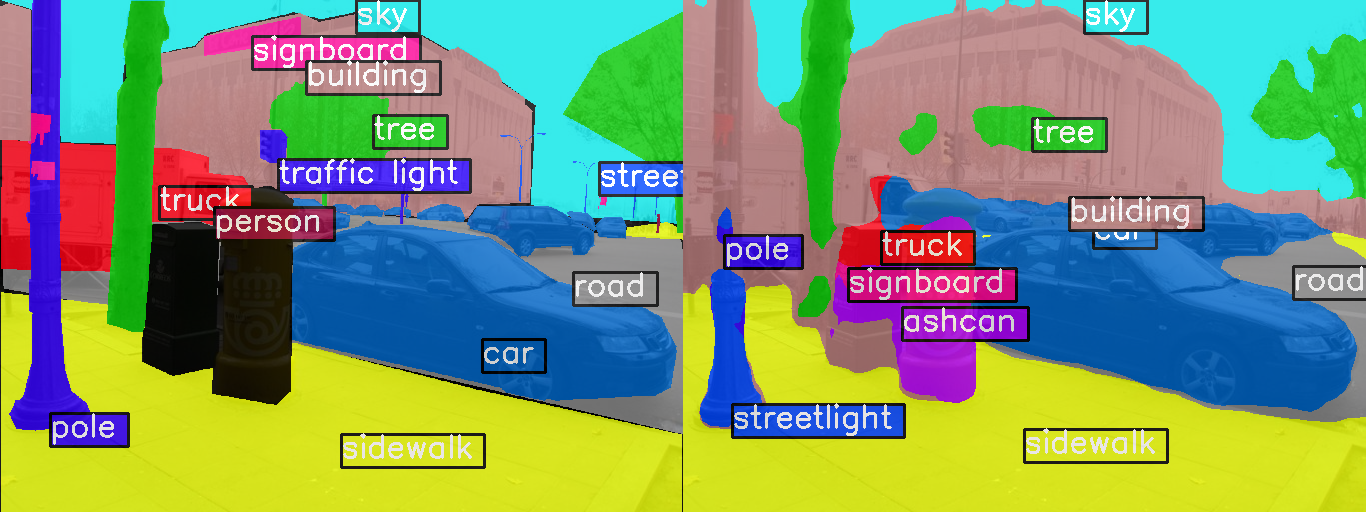 sky
signboard
building
tree
traffic light
street
truck
person
road
car
pole
sidewalk
sky
tree
building
car
pole
truck
signboard
road
ashcan
streetlight
sidewalk